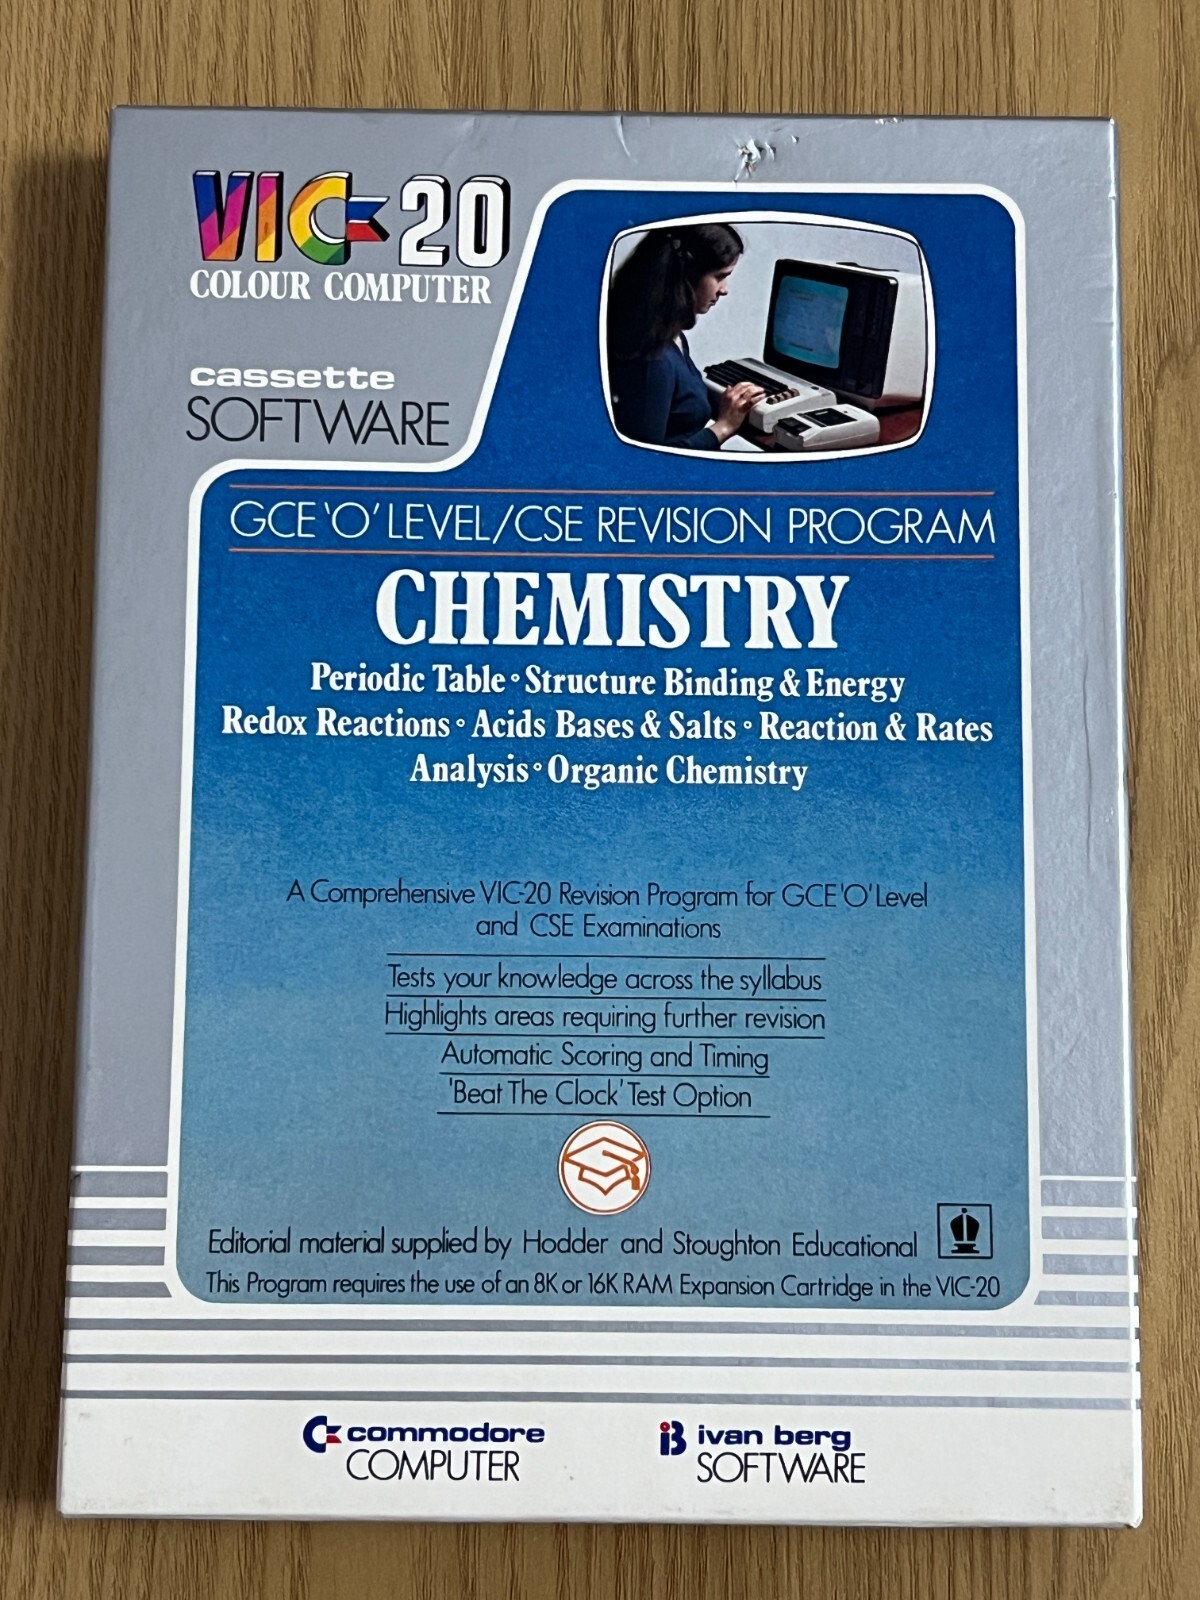 VIC-20
COLOUR COMPUTER
cassette
SOFTWARE
GCE 'O' LEVEL/CSE REVISION PROGRAM
CHEMISTRY
Periodic Table ∘ Structure Binding & Energy
Redox Reactions ∘ Acids Bases & Salts ∘ Reaction & Rates
Analysis ∘ Organic Chemistry
A Comprehensive VIC-20 Revision Program for GCE 'O' Level
and CSE Examinations
Tests your knowledge across the syllabus
Highlights areas requiring further revision
Automatic Scoring and Timing
'Beat The Clock' Test Option
Editorial material supplied by Hodder and Stoughton Educational
This Program requires the use of an 8K or 16K RAM Expansion Cartridge in the VIC-20
commodore
COMPUTER
iB ivan berg
SOFTWARE